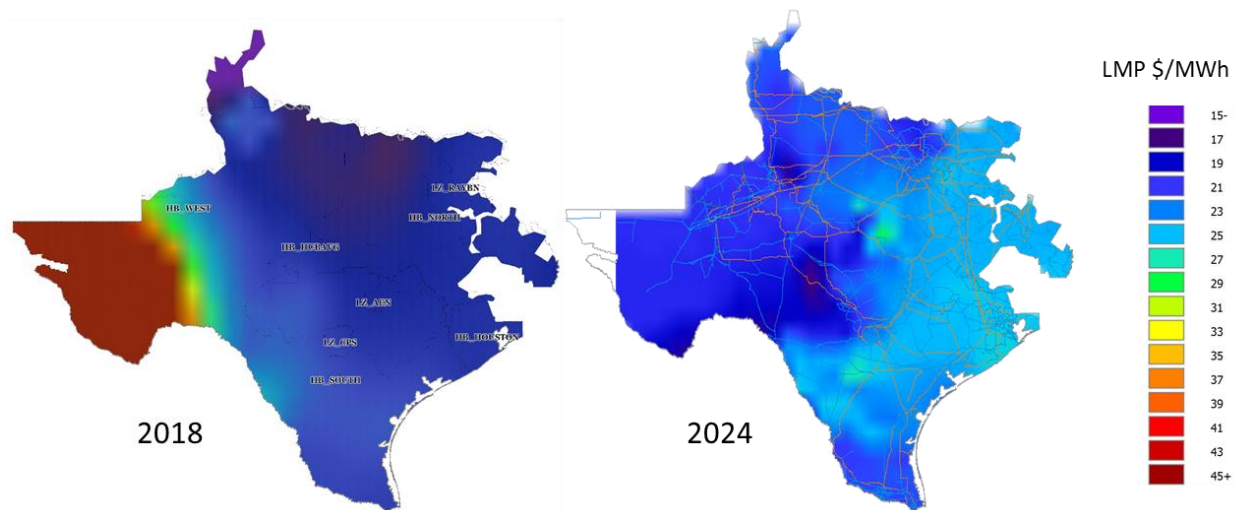 LMP $/MWh
15-
17
19
21
23
25
27
29
31
33
35
37
39
41
43
45+
LZ_RAYBN
HB_WEST
HB_NORTH
HB_HUBAVG
LZ_AEN
HB_HOUSTON
LZ_CPS
HB_SOUTH
2018
2024